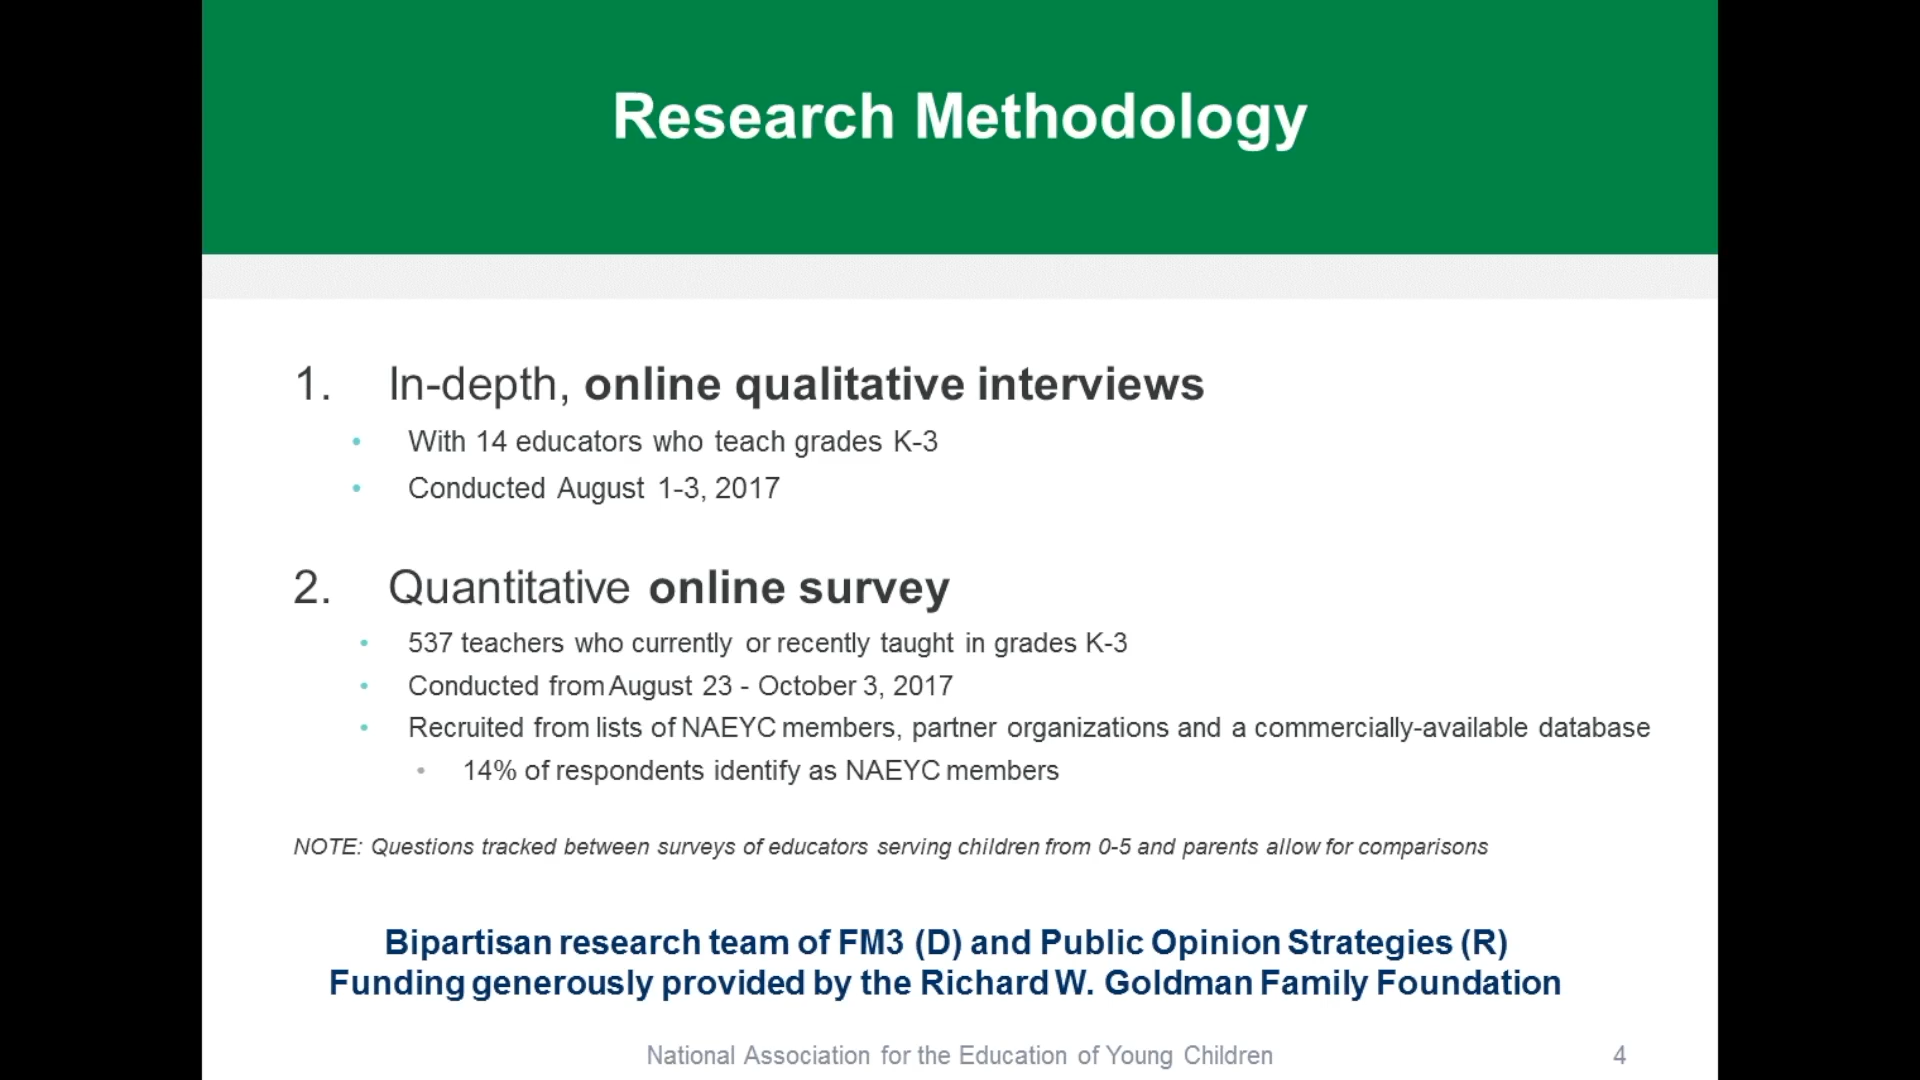 Research Methodology
1. In-depth, online qualitative interviews
• With 14 educators who teach grades K-3
• Conducted August 1-3, 2017
2. Quantitative online survey
• 537 teachers who currently or recently taught in grades K-3
• Conducted from August 23 - October 3, 2017
• Recruited from lists of NAEYC members, partner organizations and a commercially-available database
• 14% of respondents identify as NAEYC members
NOTE: Questions tracked between surveys of educators serving children from 0-5 and parents allow for comparisons
Bipartisan research team of FM3 (D) and Public Opinion Strategies (R)
Funding generously provided by the Richard W. Goldman Family Foundation
National Association for the Education of Young Children 4